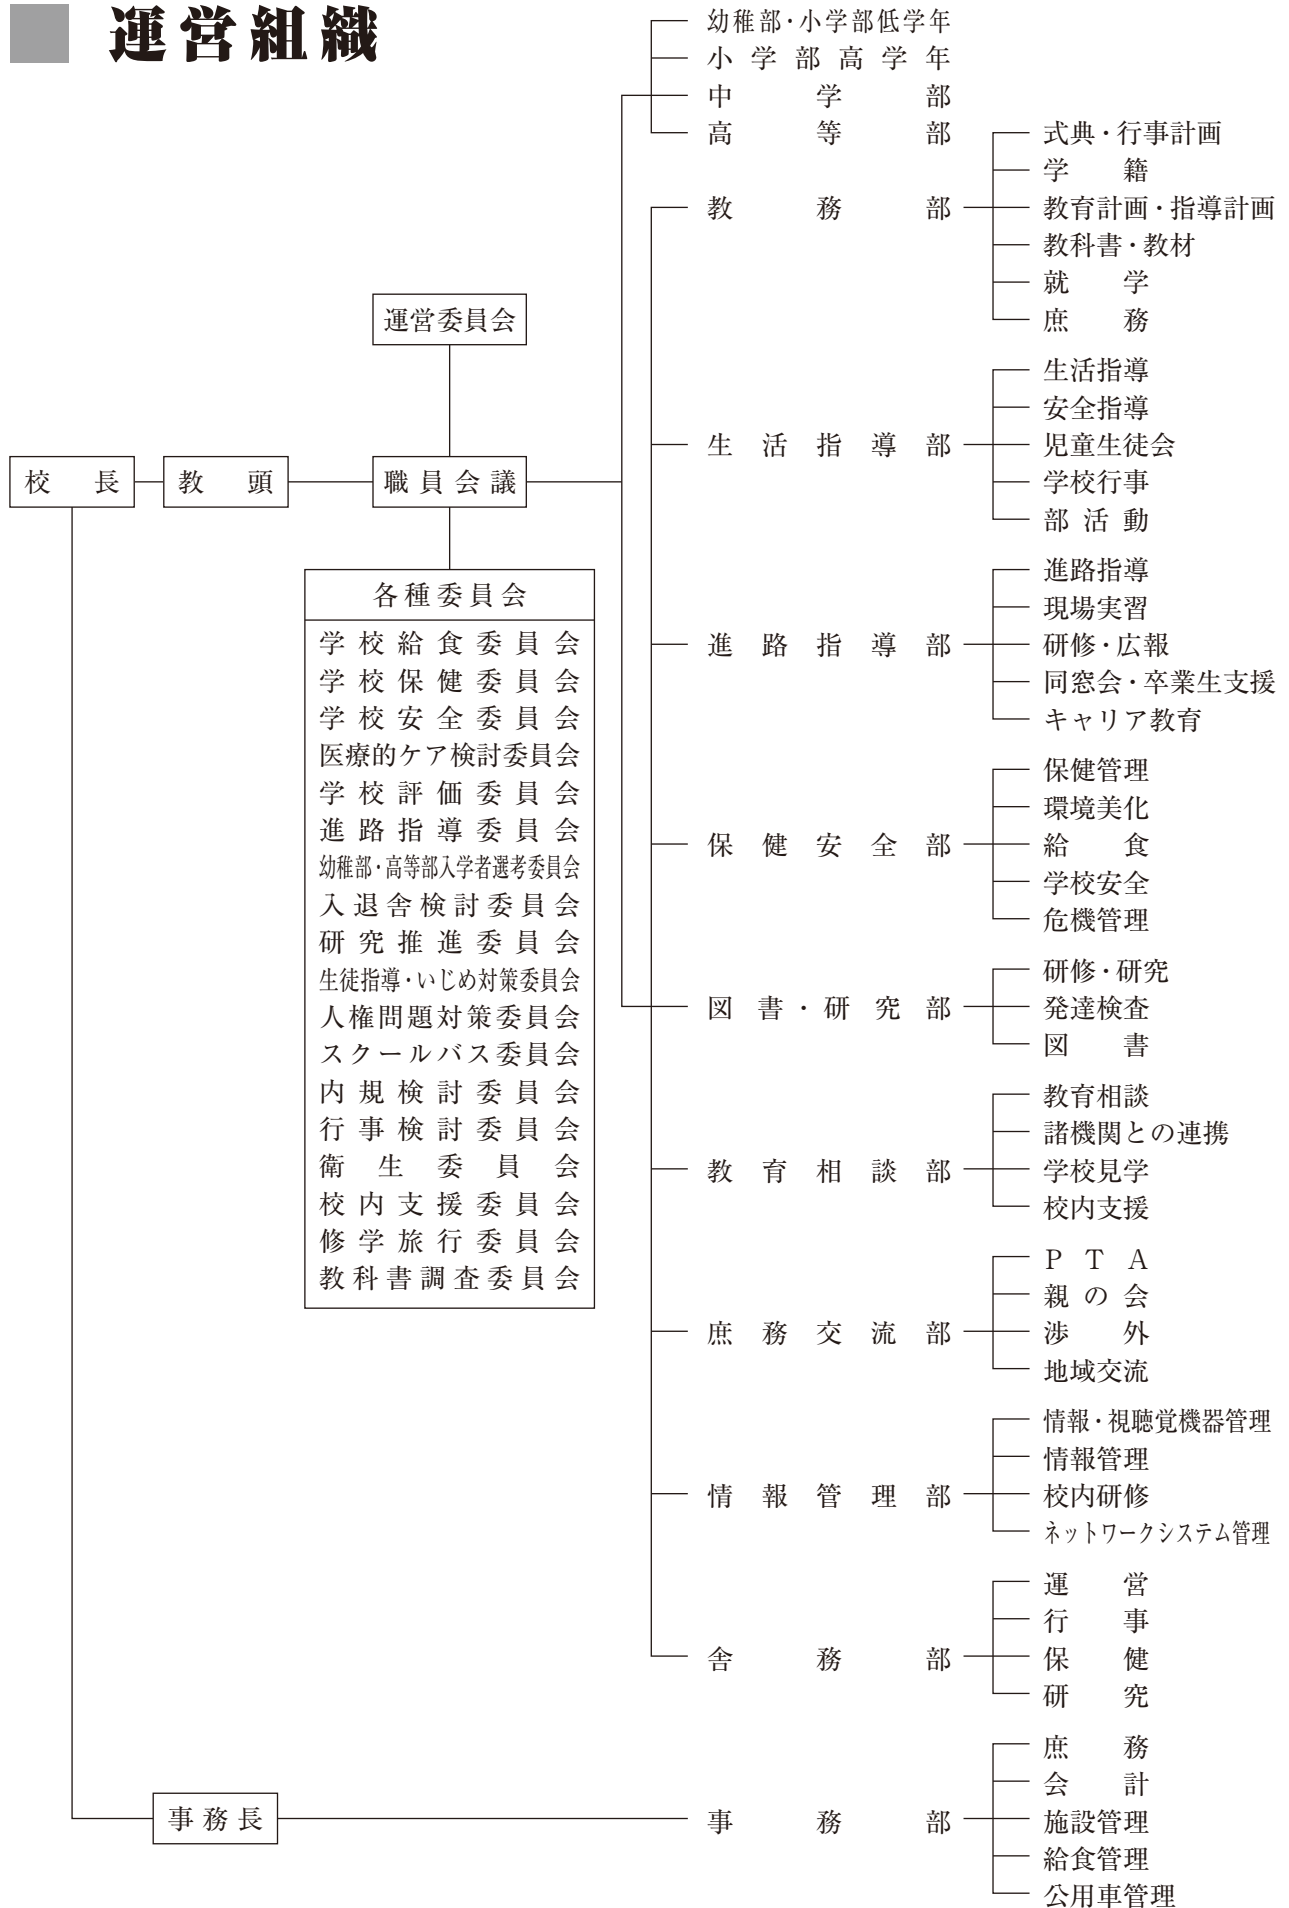 運営組織
幼稚部・小学部低学年
小学部高学年
中学部
高等部
教務部
式典・行事計画
学籍
教育計画・指導計画
教科書・教材
就学
庶務
運営委員会
校長
教頭
職員会議
各種委員会
学校給食委員会
学校保健委員会
学校安全委員会
医療的ケア検討委員会
学校評価委員会
進路指導委員会
幼稚部・高等部入学者選考委員会
入退舎検討委員会
研究推進委員会
生徒指導・いじめ対策委員会
人権問題対策委員会
スクールバス委員会
内規検討委員会
行事検討委員会
衛生委員会
校内支援委員会
修学旅行委員会
教科書調査委員会
生活指導部
生活指導
安全指導
児童生徒会
学校行事
部活動
進路指導部
進路指導
現場実習
研修・広報
同窓会・卒業生支援
キャリア教育
保健安全部
保健管理
環境美化
給食
学校安全
危機管理
図書・研究部
研修・研究
発達検査
図書
教育相談部
教育相談
諸機関との連携
学校見学
校内支援
庶務交流部
PTA
親の会
渉外
地域交流
情報管理部
情報・視聴覚機器管理
情報管理
校内研修
ネットワークシステム管理
舎務部
運営
行事
保健
研究
事務長
事務部
庶務
会計
施設管理
給食管理
公用車管理